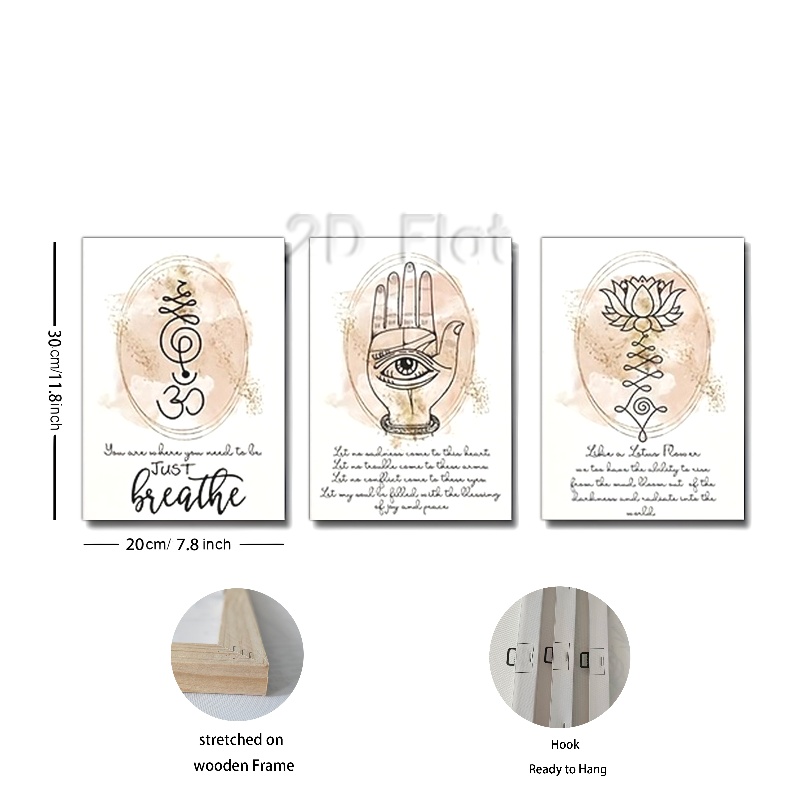 2D Flat
30cm/11.8inch
You are where you need to be
JUST
breathe
Let no sadness come to this heart
Let no trouble come to these arms
Let no conflict come to these eyes
Let my soul be filled with the blessing
of joy and peace
Like a Lotus Flower
we too have the ability to rise
from the mud, bloom out of the
darkness and radiate into the
world.
20cm/ 7.8 inch
stretched on
wooden Frame
Hook
Ready to Hang